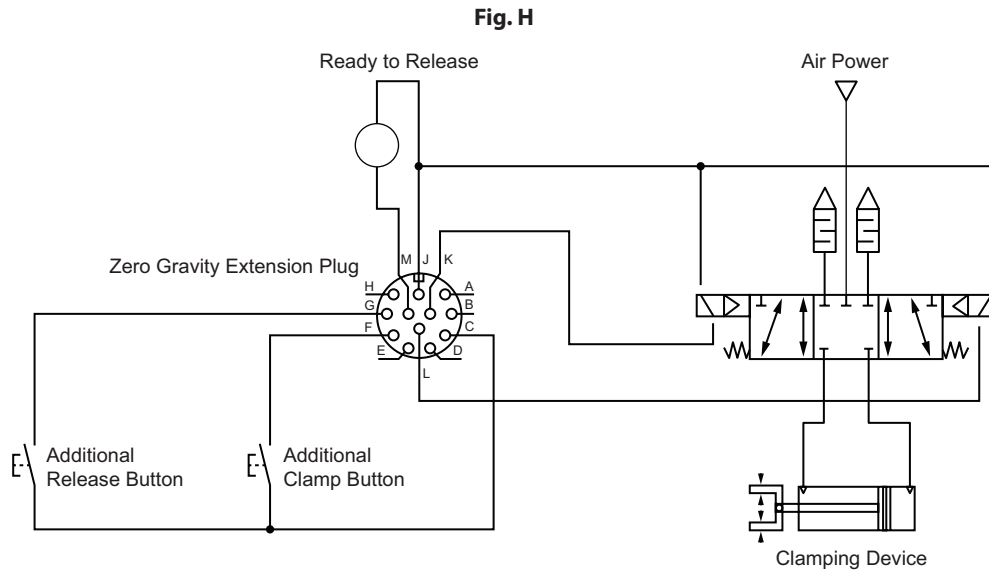 Fig. H
Ready to Release
Air Power
Zero Gravity Extension Plug
M
J
K
H
A
G
B
F
C
E
D
L
Additional
Release Button
Additional
Clamp Button
Clamping Device